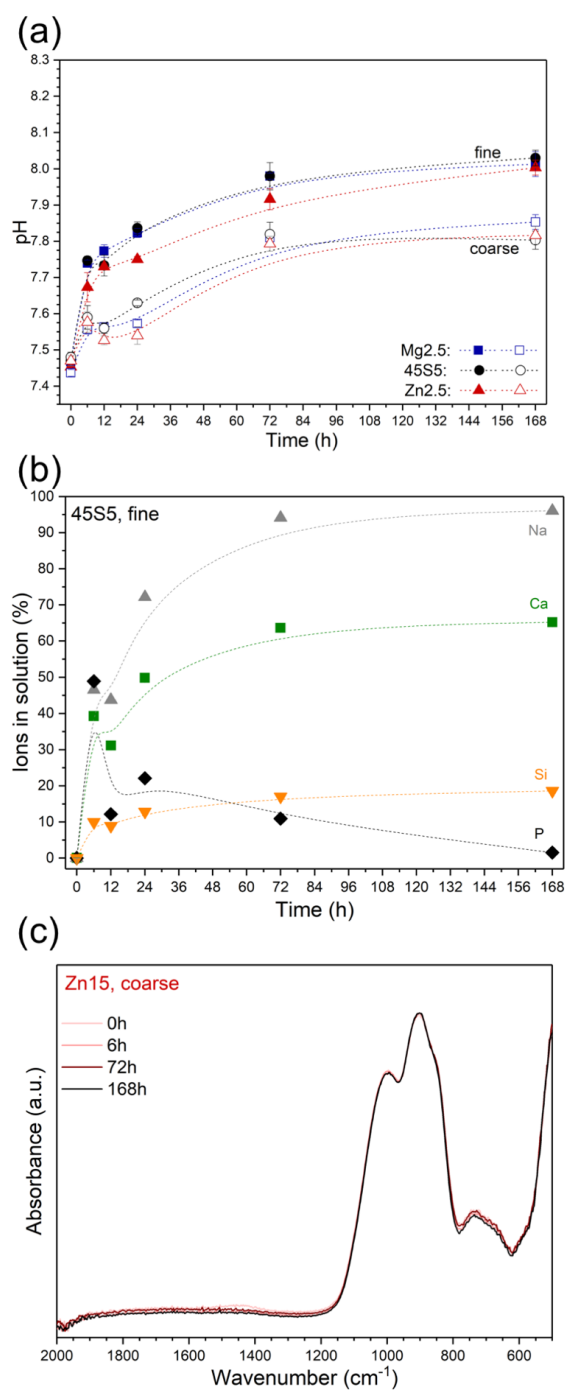 (a)
pH
8.3
8.2
8.1
8.0
7.9
7.8
7.7
7.6
7.5
7.4
fine
coarse
Mg2.5:
45S5:
Zn2.5:
0 12 24 36 48 60 72 84 96 108 120 132 144 156 168
Time (h)
(b)
Ions in solution (%)
100
90
80
70
60
50
40
30
20
10
0
45S5, fine
Na
Ca
Si
P
0 12 24 36 48 60 72 84 96 108 120 132 144 156 168
Time (h)
(c)
Absorbance (a.u.)
Zn15, coarse
0h
6h
72h
168h
2000 1800 1600 1400 1200 1000 800 600
Wavenumber (cm⁻¹)